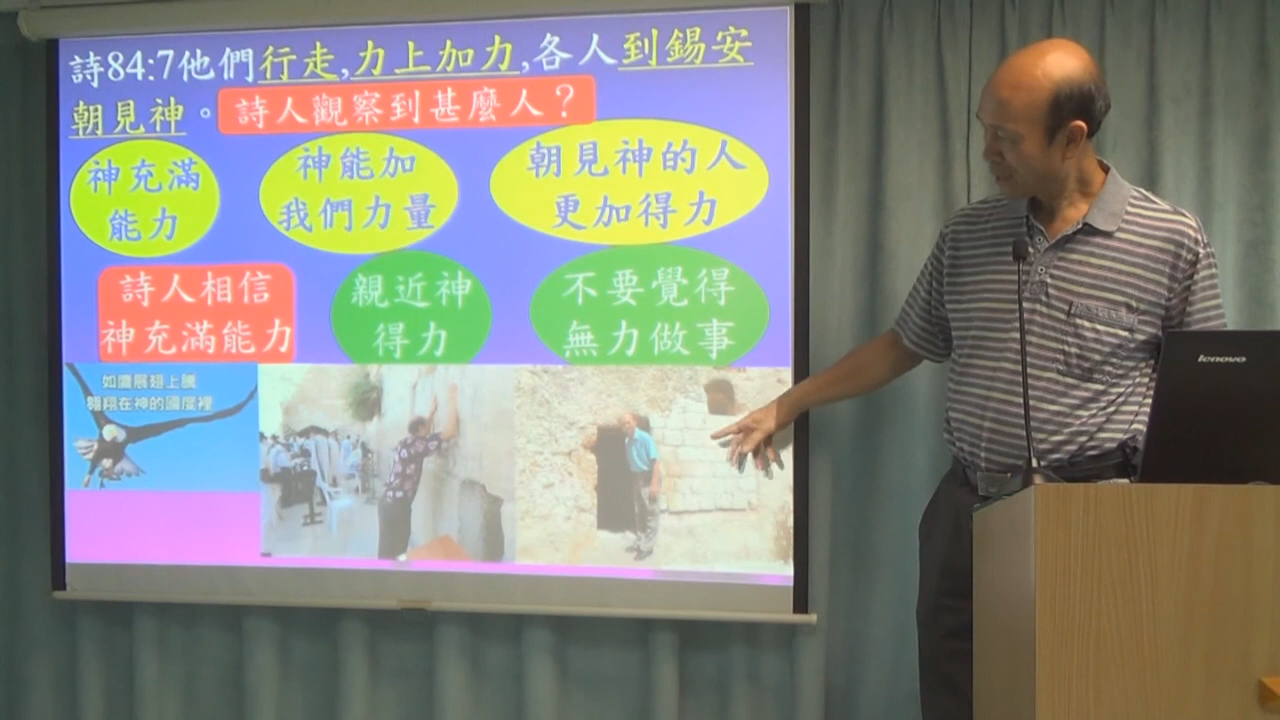 詩84:7他們行走,力上加力,各人到錫安
朝見神。詩人觀察到甚麼人？
神充滿
能力
神能加
我們力量
朝見神的人
更加得力
詩人相信
神充滿能力
親近神
得力
不要覺得
無力做事
如鷹展翅上騰
翱翔在神的國度裡
lenovo